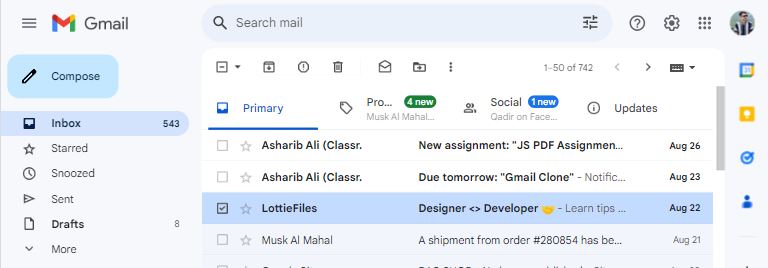 Gmail
Search mail
Compose
1–50 of 742
Inbox 543
Starred
Snoozed
Sent
Drafts 8
More
Primary
Pro... 4 new
Musk Al Mahal...
Social 1 new
Qadir on Face...
Updates
Asharib Ali (Classr. New assignment: "JS PDF Assignmen... Aug 26
Asharib Ali (Classr. Due tomorrow: "Gmail Clone" - Notific... Aug 23
LottieFiles Designer <> Developer 🤝 - Learn tips ... Aug 22
Musk Al Mahal A shipment from order #280854 has be... Aug 21